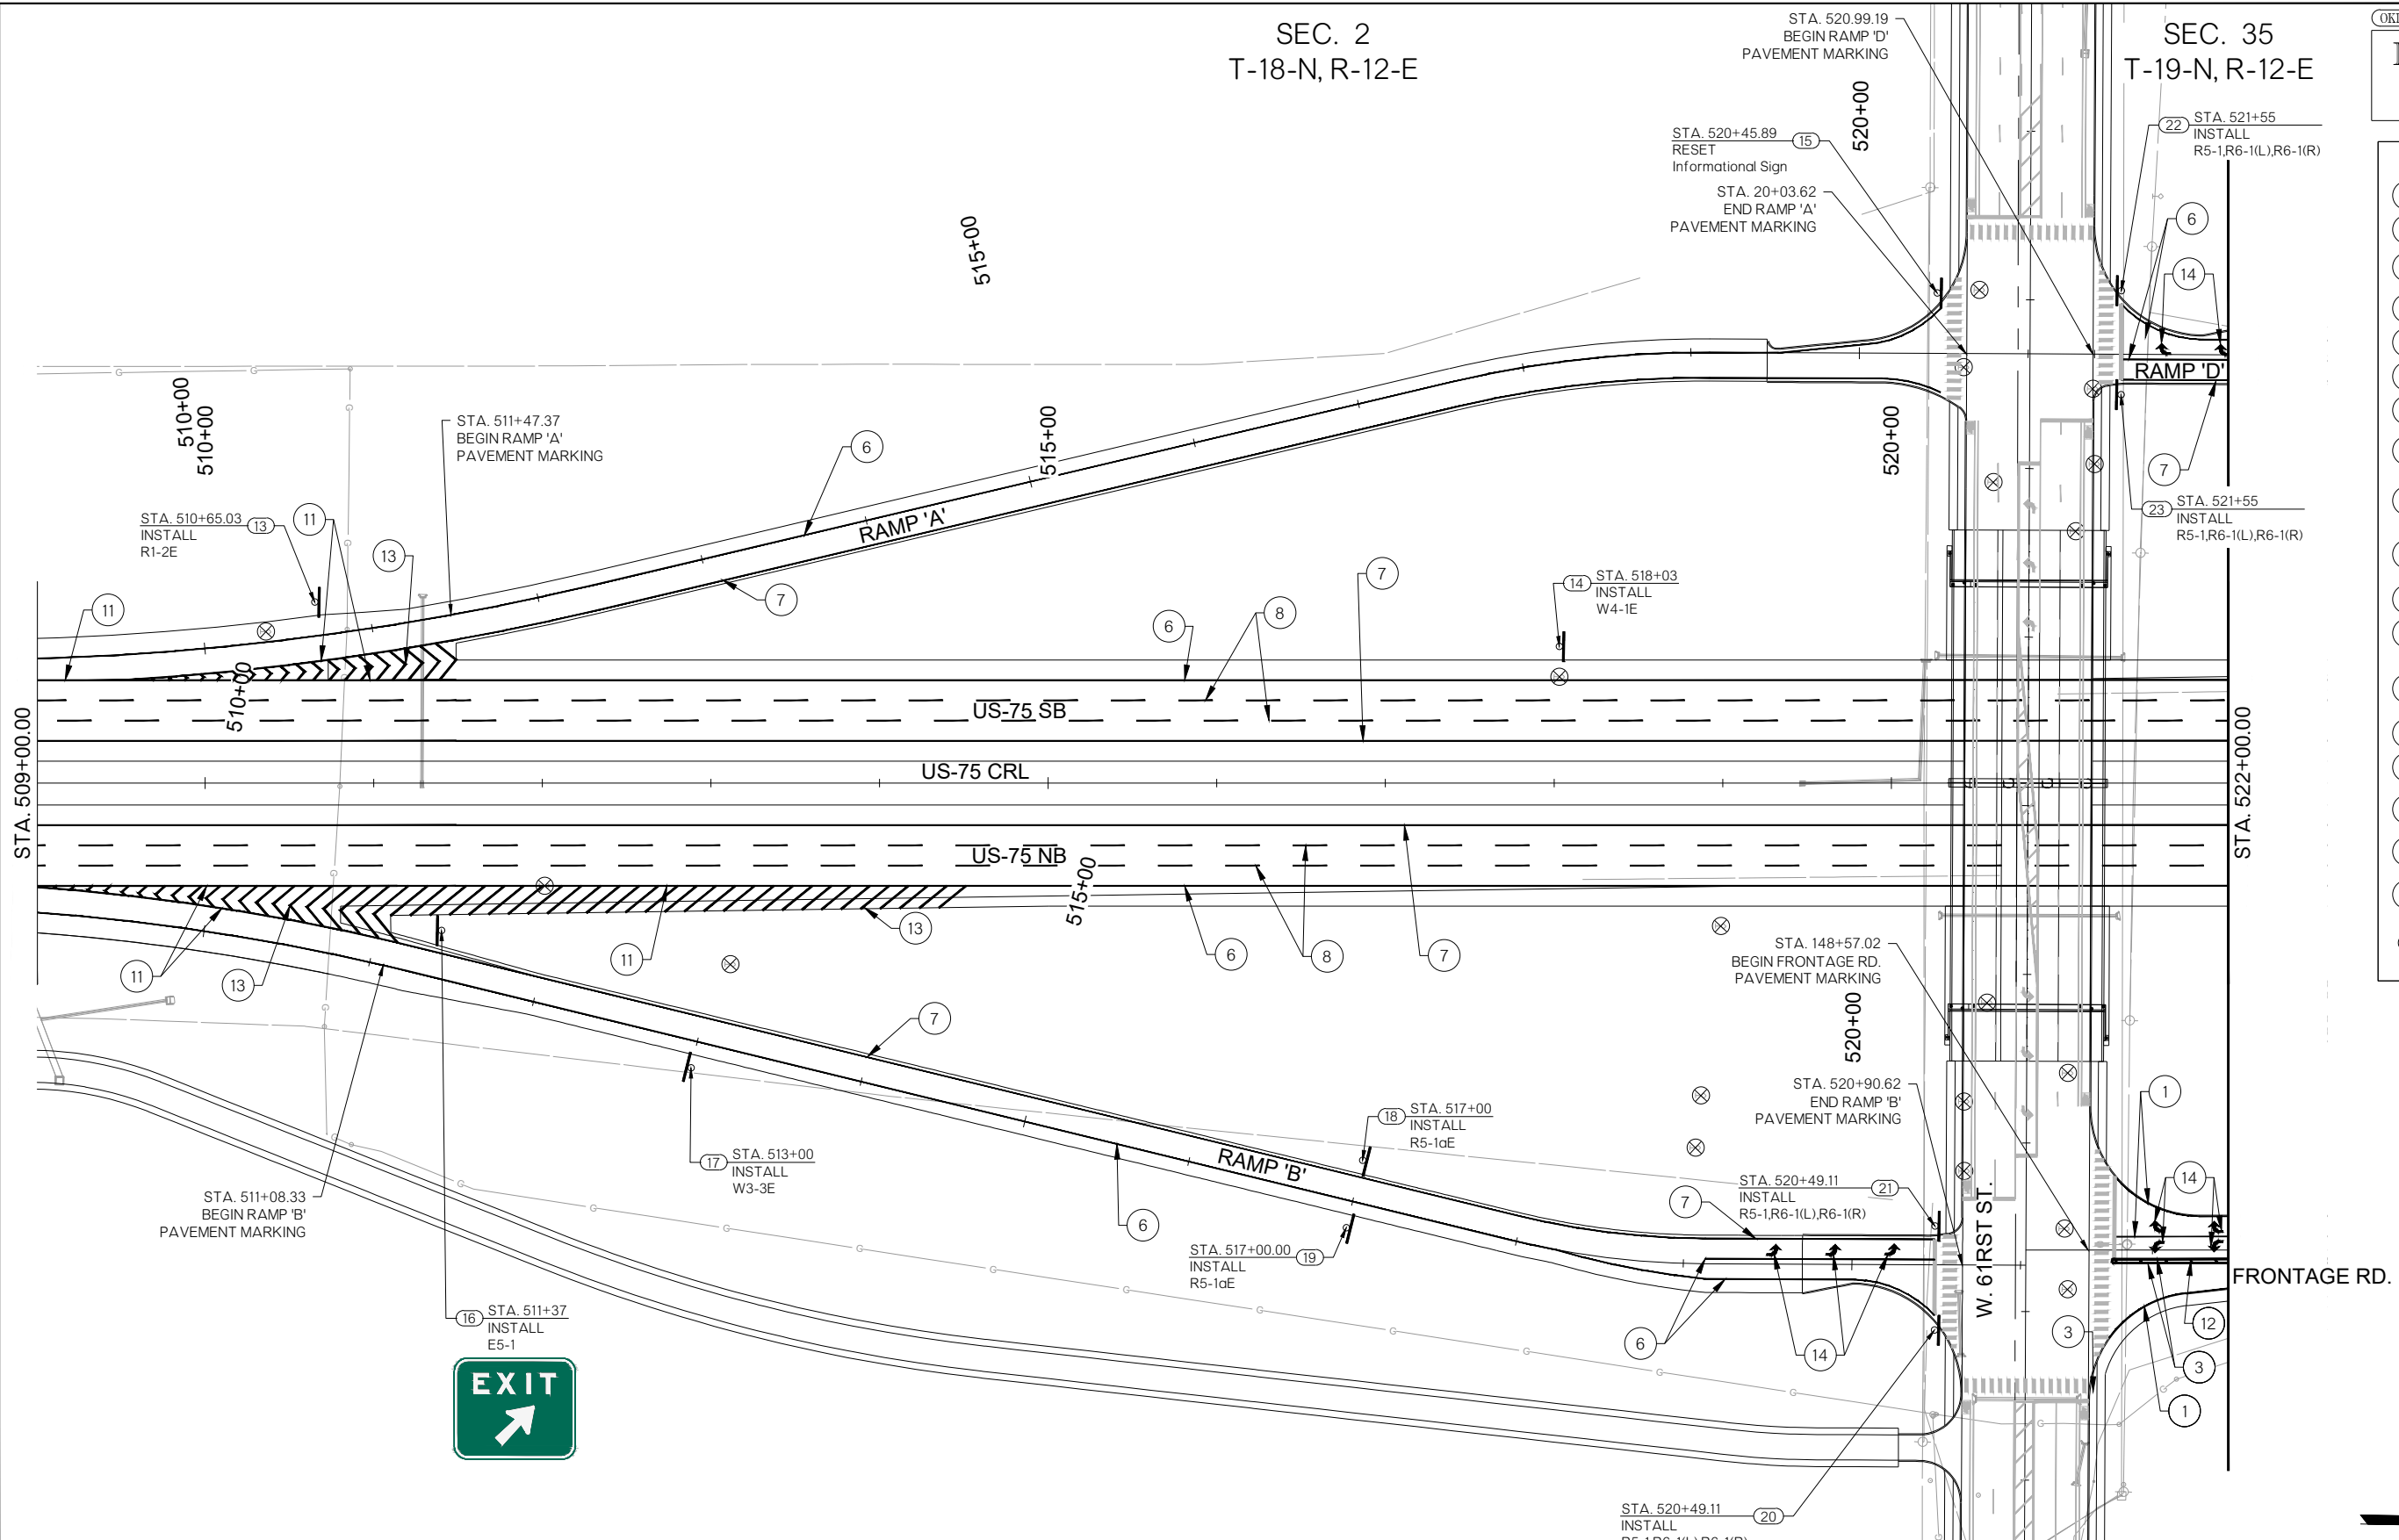 SEC. 2
T-18-N, R-12-E
STA. 520.99.19
BEGIN RAMP 'D'
PAVEMENT MARKING
SEC. 35
T-19-N, R-12-E
520+00
STA. 520+45.89
RESET
Informational Sign
15
22
STA. 521+55
INSTALL
R5-1,R6-1(L),R6-1(R)
STA. 20+03.62
END RAMP 'A'
PAVEMENT MARKING
6
14
515+00
RAMP 'D'
510+00
510+00
STA. 511+47.37
BEGIN RAMP 'A'
PAVEMENT MARKING
6
515+00
520+00
7
STA. 510+65.03
INSTALL
R1-2E
13
11
13
RAMP 'A'
23
STA. 521+55
INSTALL
R5-1,R6-1(L),R6-1(R)
11
7
7
14
STA. 518+03
INSTALL
W4-1E
6
8
510+00
US-75 SB
STA. 509+00.00
US-75 CRL
STA. 522+00.00
US-75 NB
515+00
11
13
11
13
6
8
7
STA. 148+57.02
BEGIN FRONTAGE RD.
PAVEMENT MARKING
7
520+00
STA. 520+90.62
END RAMP 'B'
PAVEMENT MARKING
1
18
STA. 517+00
INSTALL
R5-1aE
17
STA. 513+00
INSTALL
W3-3E
RAMP 'B'
14
STA. 511+08.33
BEGIN RAMP 'B'
PAVEMENT MARKING
6
7
STA. 520+49.11
INSTALL
R5-1,R6-1(L),R6-1(R)
21
STA. 517+00.00
INSTALL
R5-1aE
19
W. 61RST ST.
FRONTAGE RD.
16
STA. 511+37
INSTALL
E5-1
6
14
3
12
3
1
EXIT
STA. 520+49.11
INSTALL
20